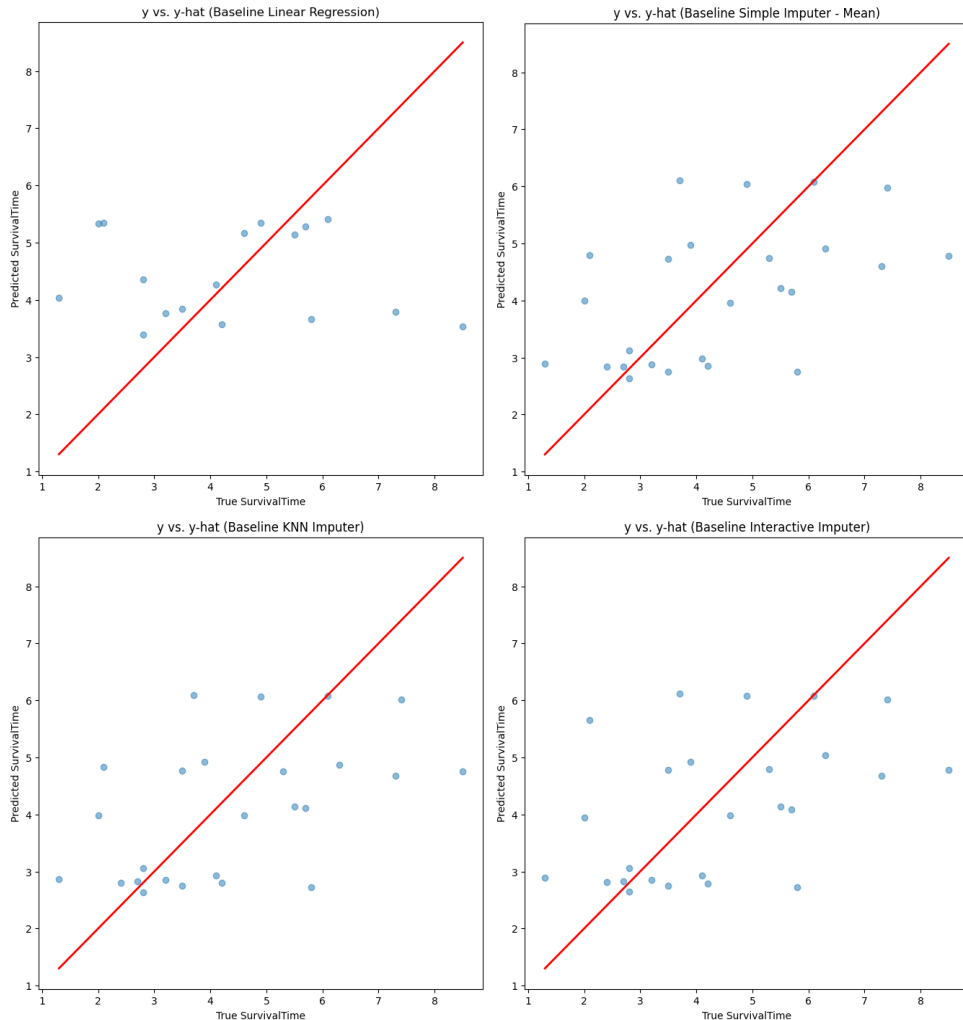 y vs. y-hat (Baseline Linear Regression)
8
7
6
5
4
3
2
1
Predicted SurvivalTime
1 2 3 4 5 6 7 8
True SurvivalTime
y vs. y-hat (Baseline Simple Imputer - Mean)
8
7
6
5
4
3
2
1
Predicted SurvivalTime
1 2 3 4 5 6 7 8
True SurvivalTime
y vs. y-hat (Baseline KNN Imputer)
8
7
6
5
4
3
2
1
Predicted SurvivalTime
1 2 3 4 5 6 7 8
True SurvivalTime
y vs. y-hat (Baseline Interactive Imputer)
8
7
6
5
4
3
2
1
Predicted SurvivalTime
1 2 3 4 5 6 7 8
True SurvivalTime